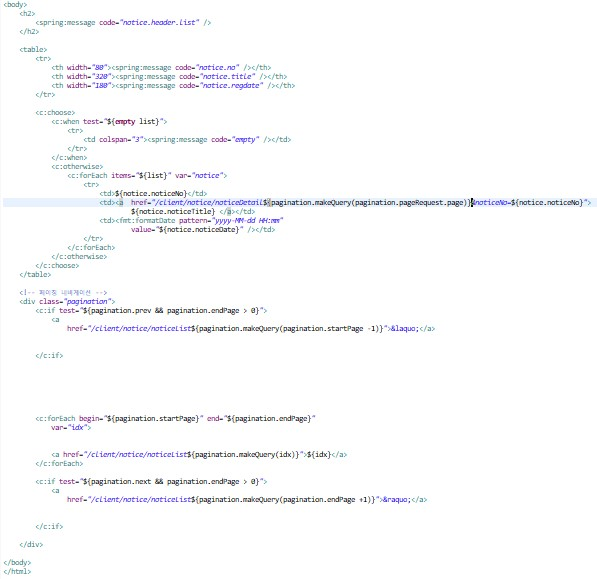 <body>
<h2>
<spring:message code="notice.header.list" />
</h2>
<table>
<tr>
<th width="80"><spring:message code="notice.no" /></th>
<th width="320"><spring:message code="notice.title" /></th>
<th width="180"><spring:message code="notice.regdate" /></th>
</tr>
<c:choose>
<c:when test="${empty list}">
<tr>
<td colspan="3"><spring:message code="empty" /></td>
</tr>
</c:when>
<c:otherwise>
<c:forEach items="${list}" var="notice">
<tr>
<td>${notice.noticeNo}</td>
<td><a href="/client/notice/noticeDetail${pagination.makeQuery(pagination.pageRequest.page)}&noticeNo=${notice.noticeNo}">
${notice.noticeTitle} </a></td>
<td><fmt:formatDate pattern="yyyy-MM-dd HH:mm"
value="${notice.noticeDate}" /></td>
</tr>
</c:forEach>
</c:otherwise>
</c:choose>
</table>
<!-- 페이징 네비게이션 -->
<div class="pagination">
<c:if test="${pagination.prev && pagination.endPage > 0}">
<a
href="/client/notice/noticeList${pagination.makeQuery(pagination.startPage -1)}">&laquo;</a>
</c:if>
<c:forEach begin="${pagination.startPage}" end="${pagination.endPage}"
var="idx">
<a href="/client/notice/noticeList${pagination.makeQuery(idx)}">${idx}</a>
</c:forEach>
<c:if test="${pagination.next && pagination.endPage > 0}">
<a
href="/client/notice/noticeList${pagination.makeQuery(pagination.endPage +1)}">&raquo;</a>
</c:if>
</div>
</body>
</html>